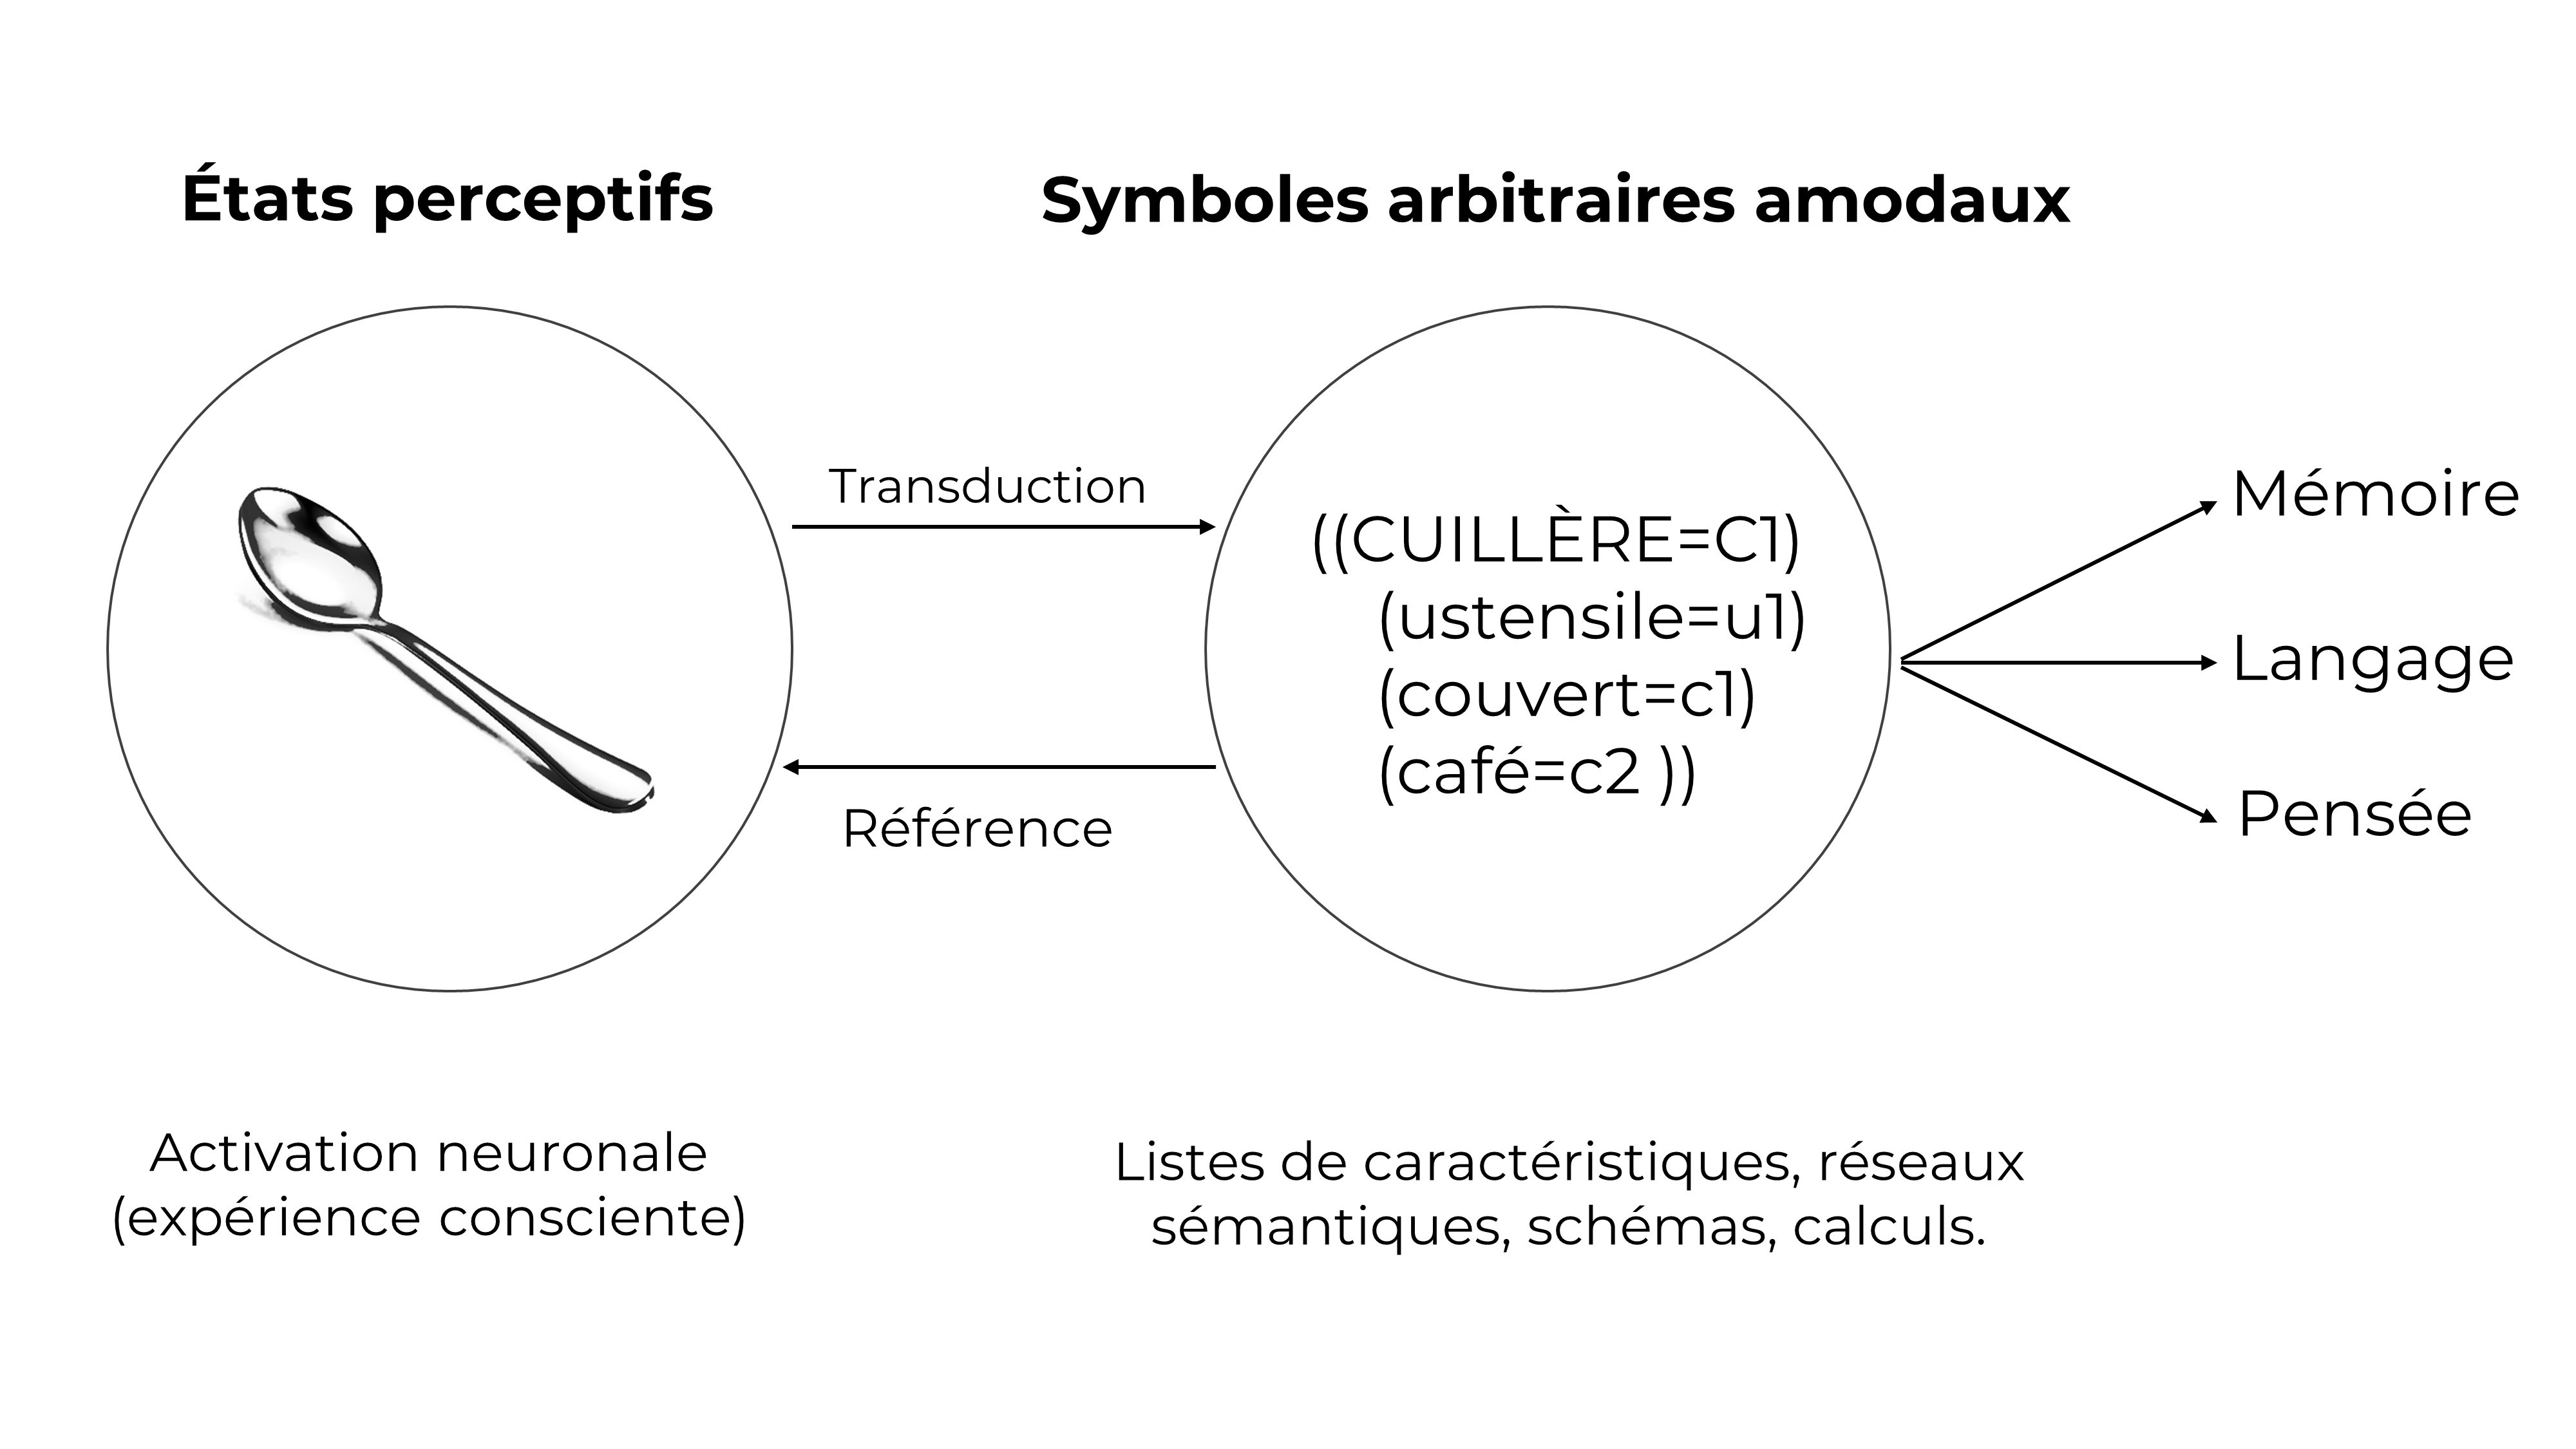 États perceptifs
Symboles arbitraires amodaux
Transduction
Référence
((CUILLÈRE=C1)
(ustensile=u1)
(couvert=c1)
(café=c2 ))
Mémoire
Langage
Pensée
Activation neuronale
(expérience consciente)
Listes de caractéristiques, réseaux
sémantiques, schémas, calculs.